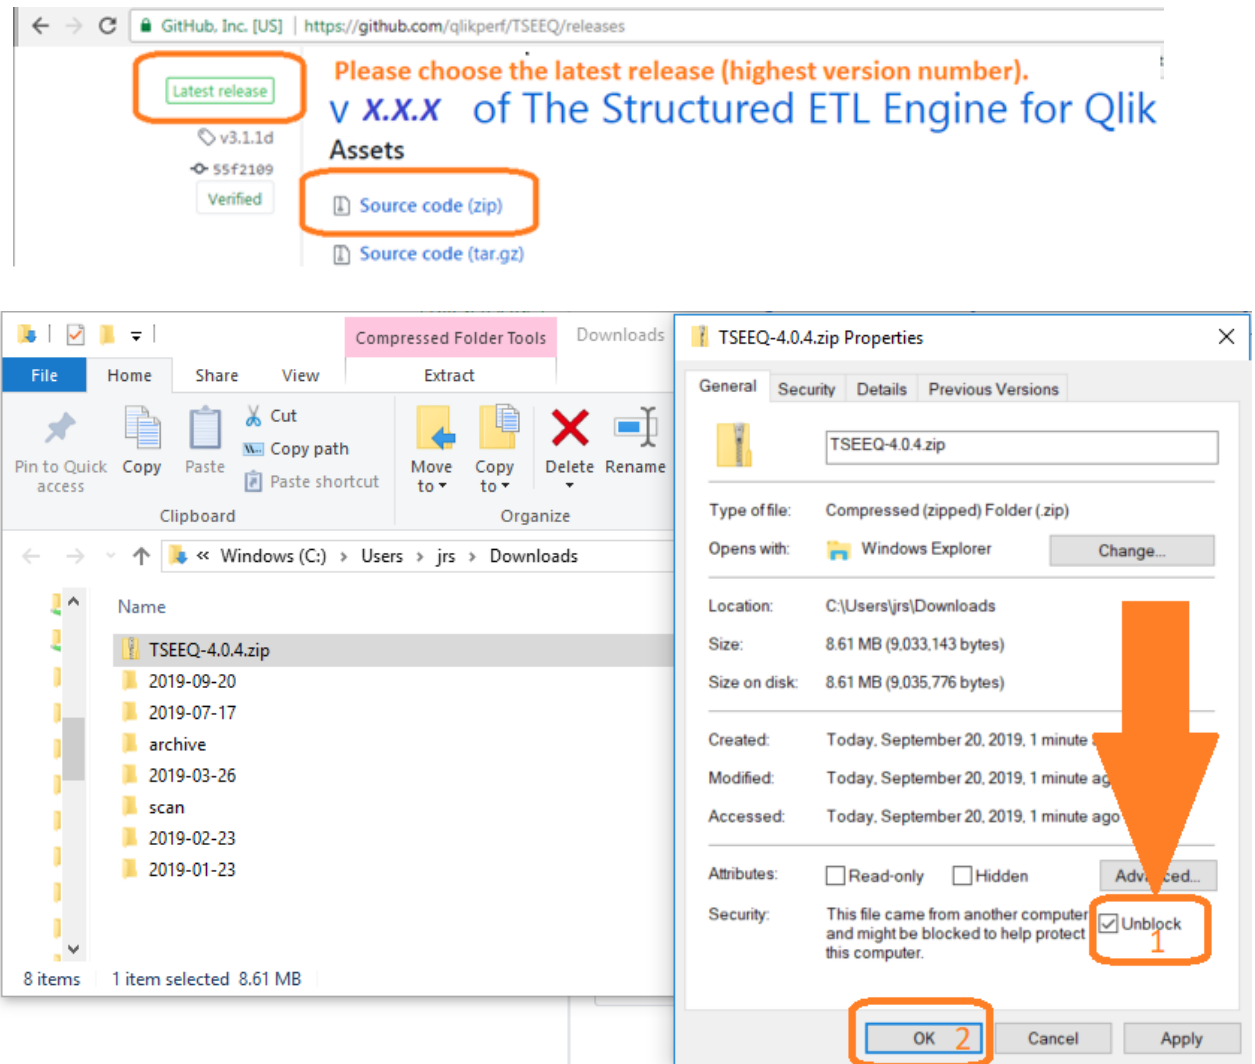 GitHub, Inc. [US] | https://github.com/qlikperf/TSEEQ/releases
Latest release
Please choose the latest release (highest version number).
v x.x.x of The Structured ETL Engine for Qlik
v3.1.1d
Assets
55f2109
Verified
Source code (zip)
Source code (tar.gz)
Compressed Folder Tools
Downloads
File
Home
Share
View
Extract
Pin to Quick
access
Copy
Paste
Cut
Copy path
Paste shortcut
Move
to
Copy
to
Delete
Rename
Clipboard
Organize
« Windows (C:) > Users > jrs > Downloads
Name
TSEEQ-4.0.4.zip
2019-09-20
2019-07-17
archive
2019-03-26
scan
2019-02-23
2019-01-23
8 items
1 item selected 8.61 MB
TSEEQ-4.0.4.zip Properties
General
Security
Details
Previous Versions
TSEEQ-4.0.4.zip
Type of file: Compressed (zipped) Folder (.zip)
Opens with: Windows Explorer
Change...
Location: C:\Users\jrs\Downloads
Size: 8.61 MB (9,033,143 bytes)
Size on disk: 8.61 MB (9,035,776 bytes)
Created: Today, September 20, 2019, 1 minute
Modified: Today, September 20, 2019, 1 minute ag
Accessed: Today, September 20, 2019, 1 minute ago
Attributes: Read-only Hidden
Advanced...
Security: This file came from another computer
and might be blocked to help protect
this computer.
Unblock
1
OK 2
Cancel
Apply